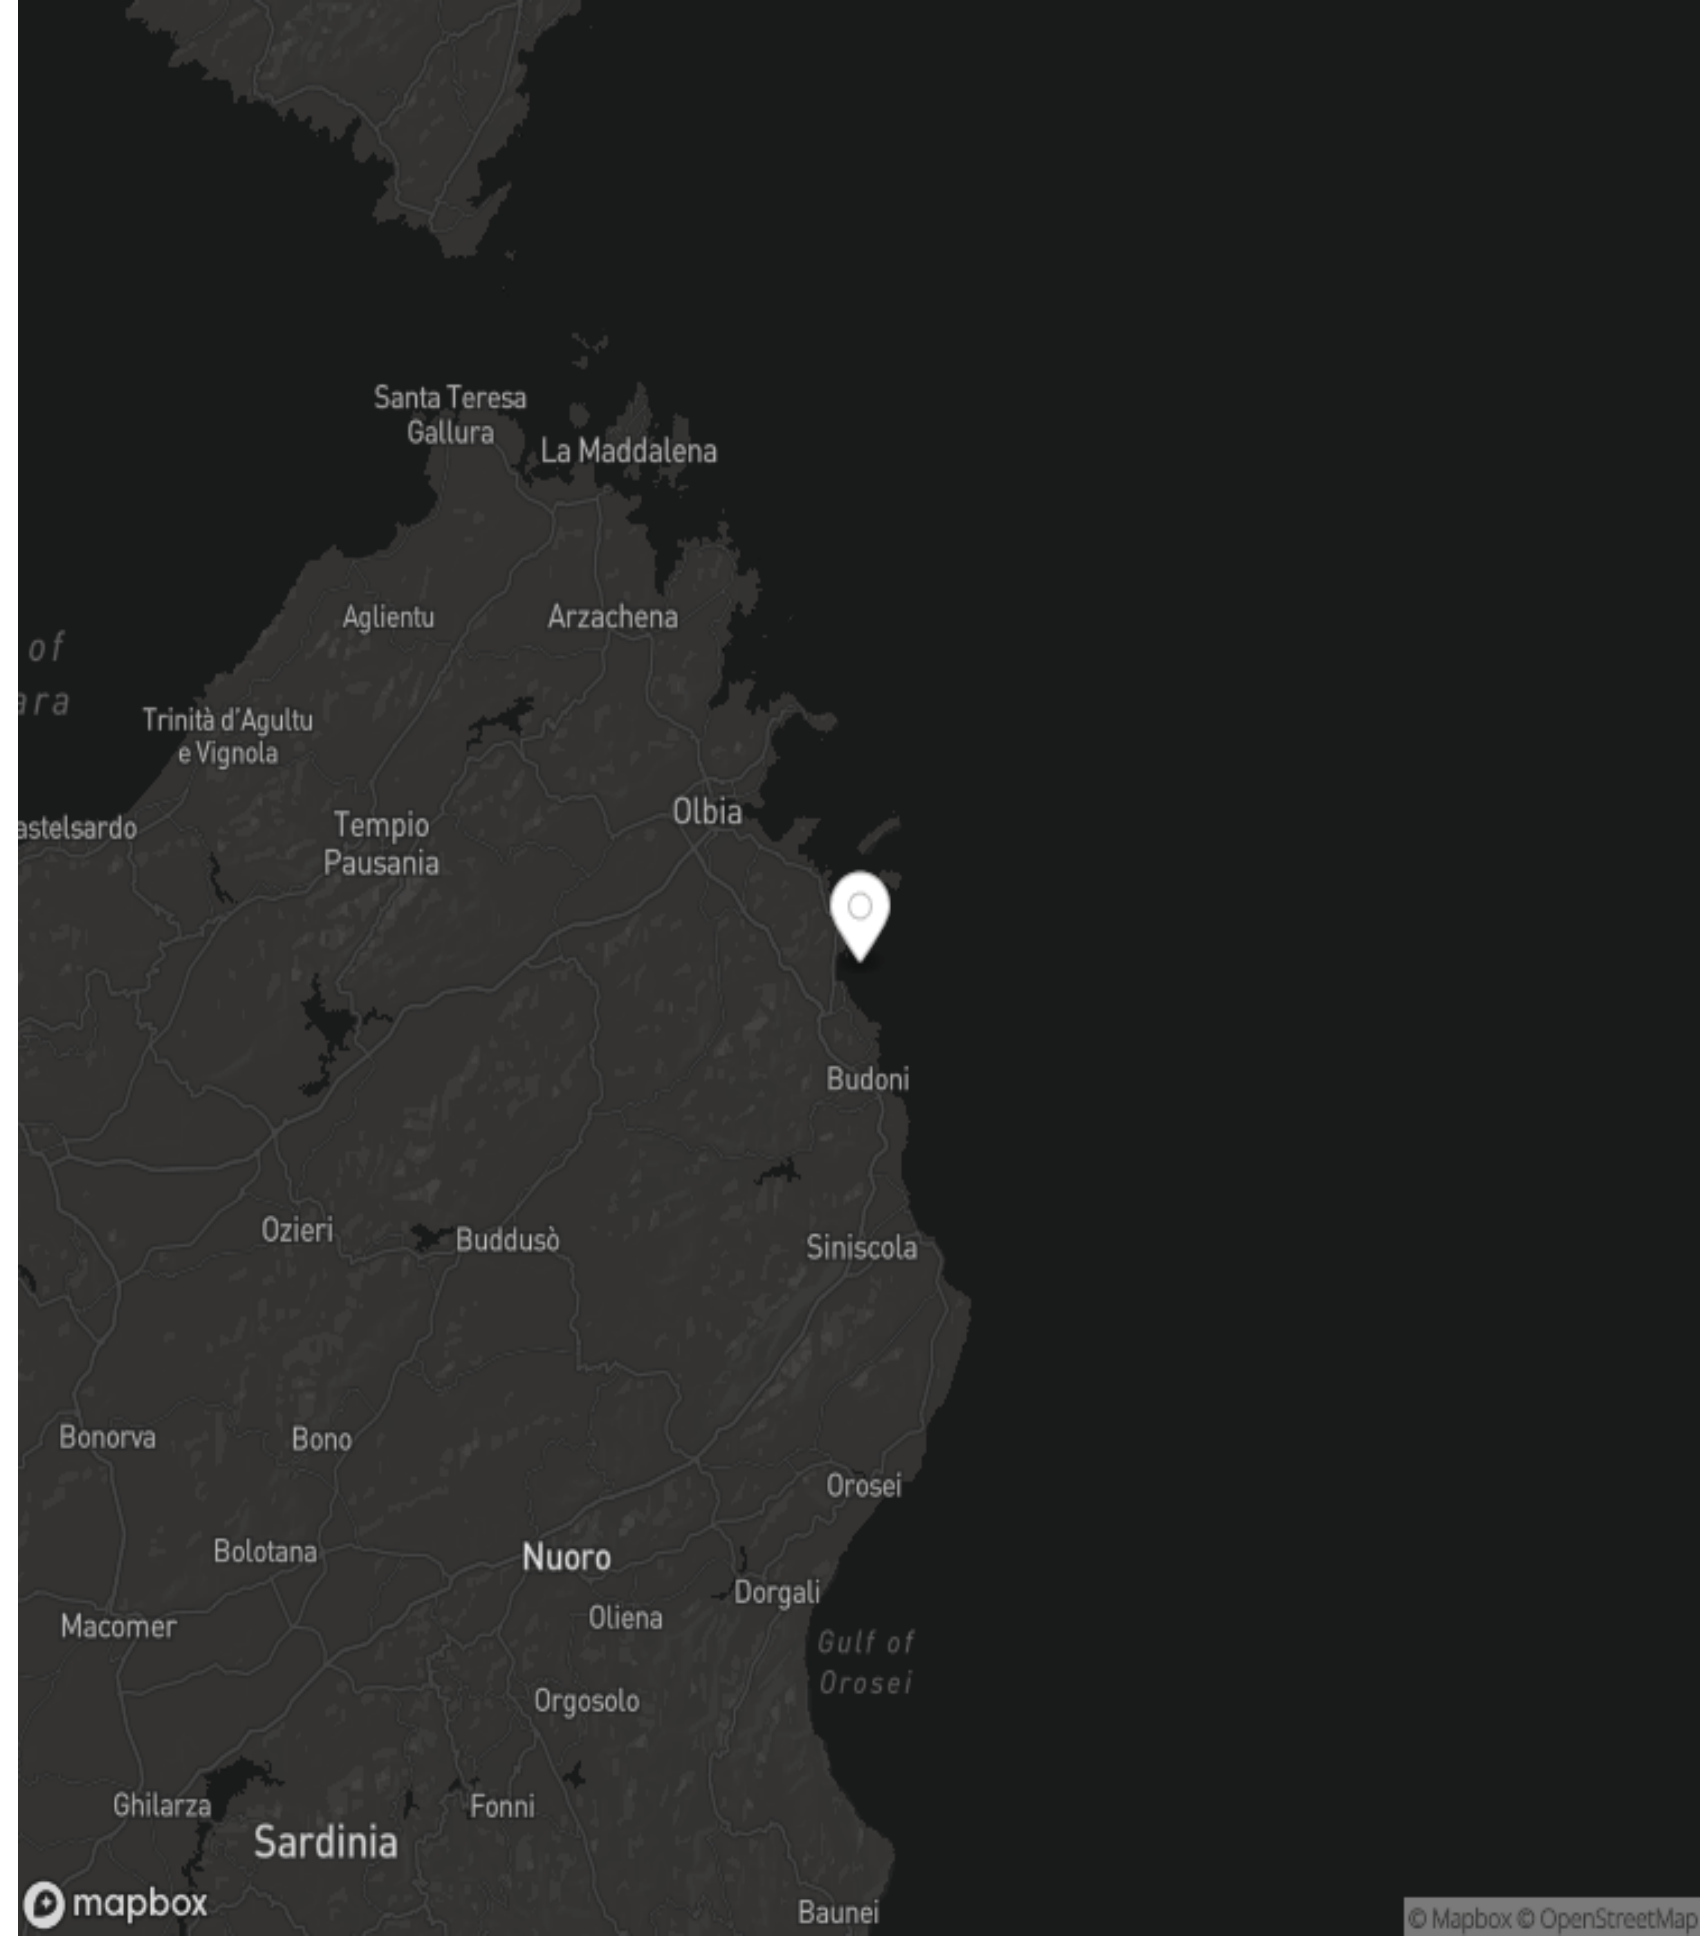 Santa Teresa
Gallura
La Maddalena
Aglientu
Arzachena
of
ara
Trinità d'Agultu
e Vignola
Olbia
astelsardo
Tempio
Pausania
Budoni
Ozieri
Buddusò
Siniscola
Bonorva
Bono
Orosei
Bolotana
Nuoro
Dorgali
Oliena
Macomer
Gulf of
Orosei
Orgosolo
Ghilarza
Fonni
Sardinia
mapbox
Baunei
© Mapbox © OpenStreetMap